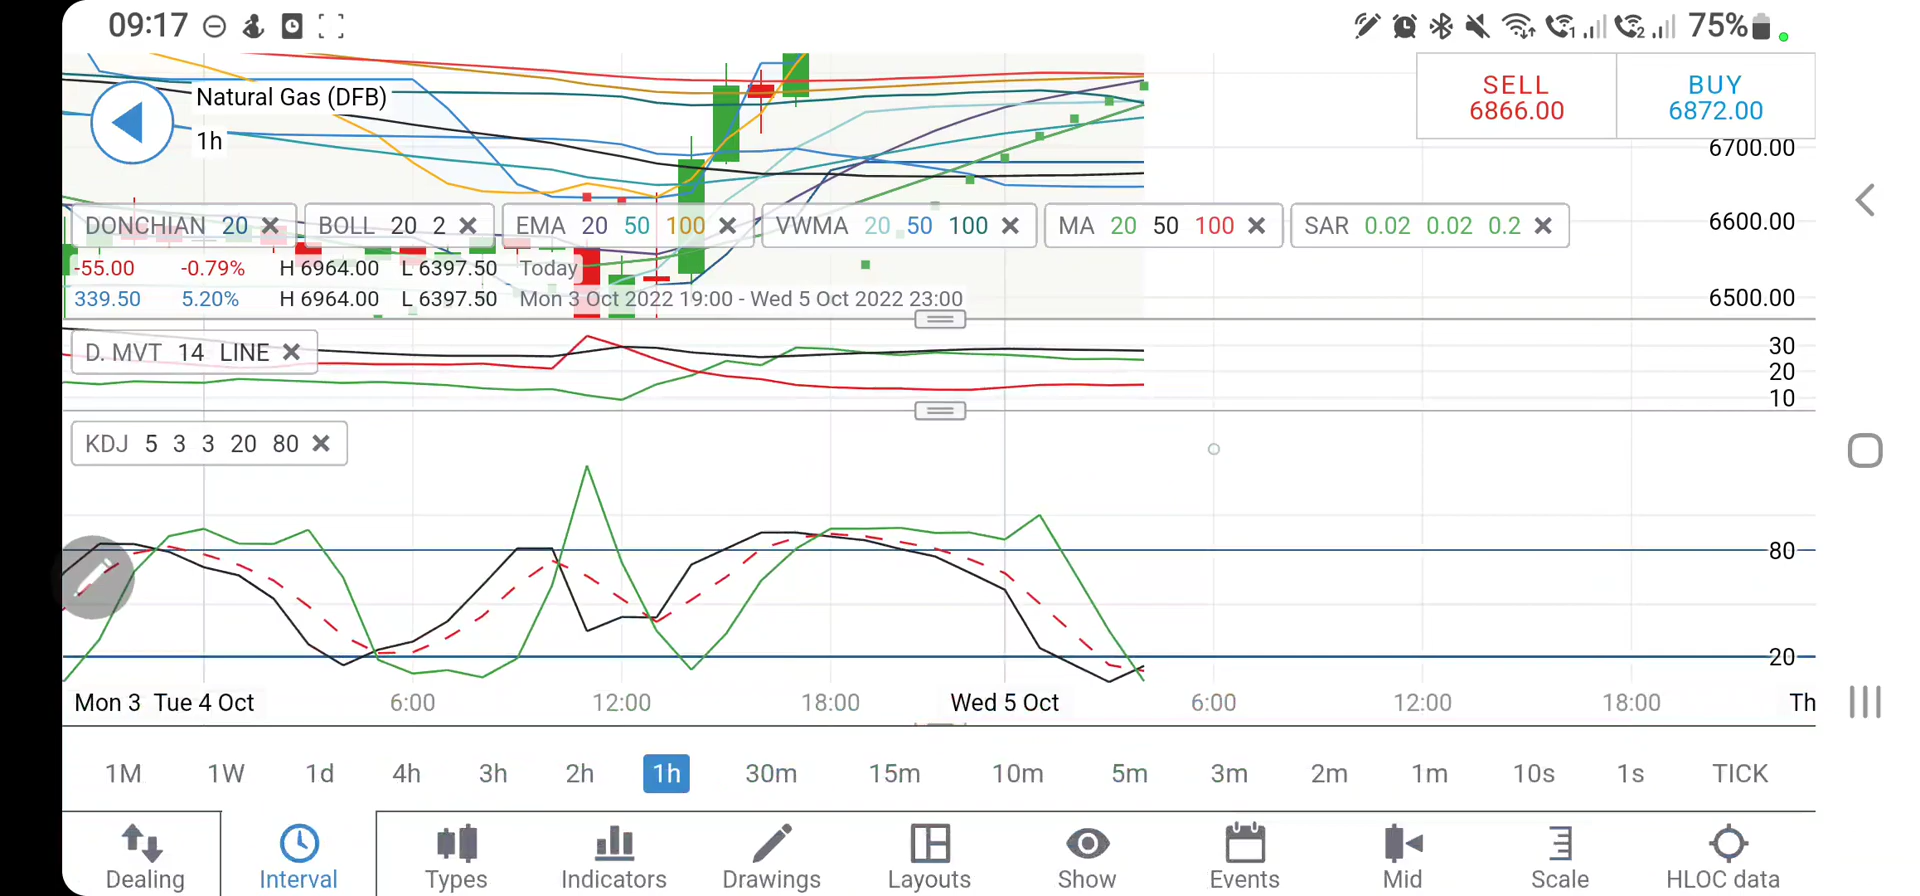 09:17
75%
Natural Gas (DFB)
1h
SELL
6866.00
BUY
6872.00
6700.00
6600.00
6500.00
DONCHIAN 20
BOLL 20 2
EMA 20 50 100
VWMA 20 50 100
MA 20 50 100
SAR 0.02 0.02 0.2
-55.00 -0.79% H 6964.00 L 6397.50 Today
339.50 5.20% H 6964.00 L 6397.50 Mon 3 Oct 2022 19:00 - Wed 5 Oct 2022 23:00
D. MVT 14 LINE
30
20
10
KDJ 5 3 3 20 80
80
20
Mon 3 Tue 4 Oct 6:00 12:00 18:00 Wed 5 Oct 6:00 12:00 18:00 Th
1M 1W 1d 4h 3h 2h 1h 30m 15m 10m 5m 3m 2m 1m 10s 1s TICK
Dealing Interval Types Indicators Drawings Layouts Show Events Mid Scale HLOC data